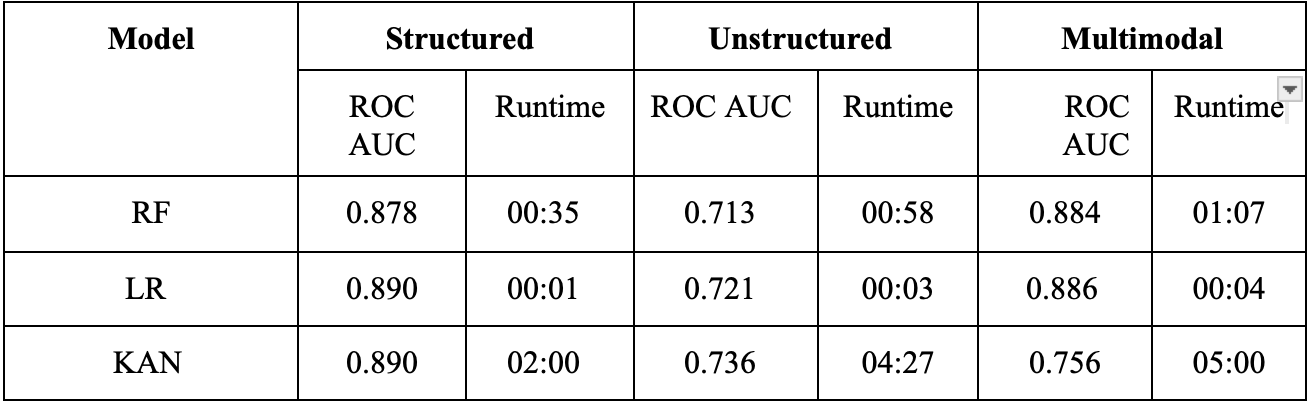 Model Structured Unstructured Multimodal
ROC AUC Runtime ROC AUC Runtime ROC AUC Runtime
RF 0.878 00:35 0.713 00:58 0.884 01:07
LR 0.890 00:01 0.721 00:03 0.886 00:04
KAN 0.890 02:00 0.736 04:27 0.756 05:00